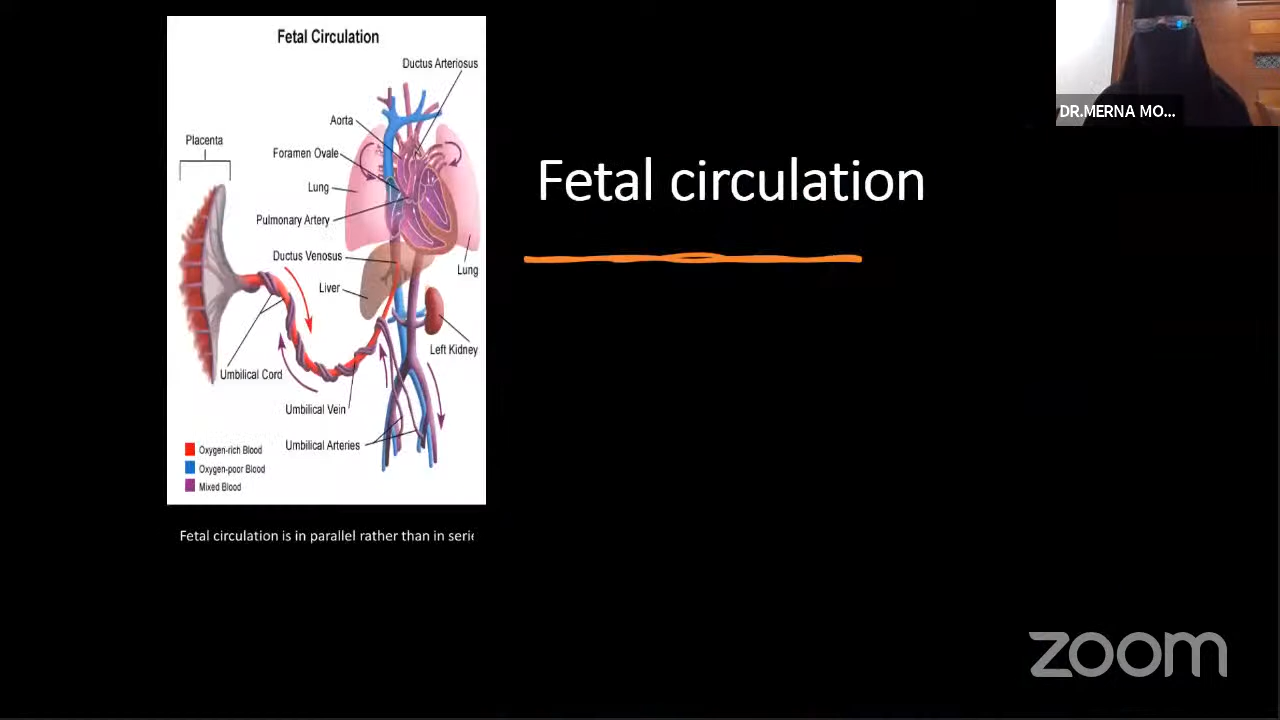 Fetal Circulation
Ductus Arteriosus
Aorta
Placenta
Foramen Ovale
Lung
Pulmonary Artery
Ductus Venosus
Lung
Liver
Left Kidney
Umbilical Cord
Umbilical Vein
Umbilical Arteries
Oxygen-rich Blood
Oxygen-poor Blood
Mixed Blood
Fetal circulation is in parallel rather than in serie
Fetal circulation
DR.MERNA MO...
zoom